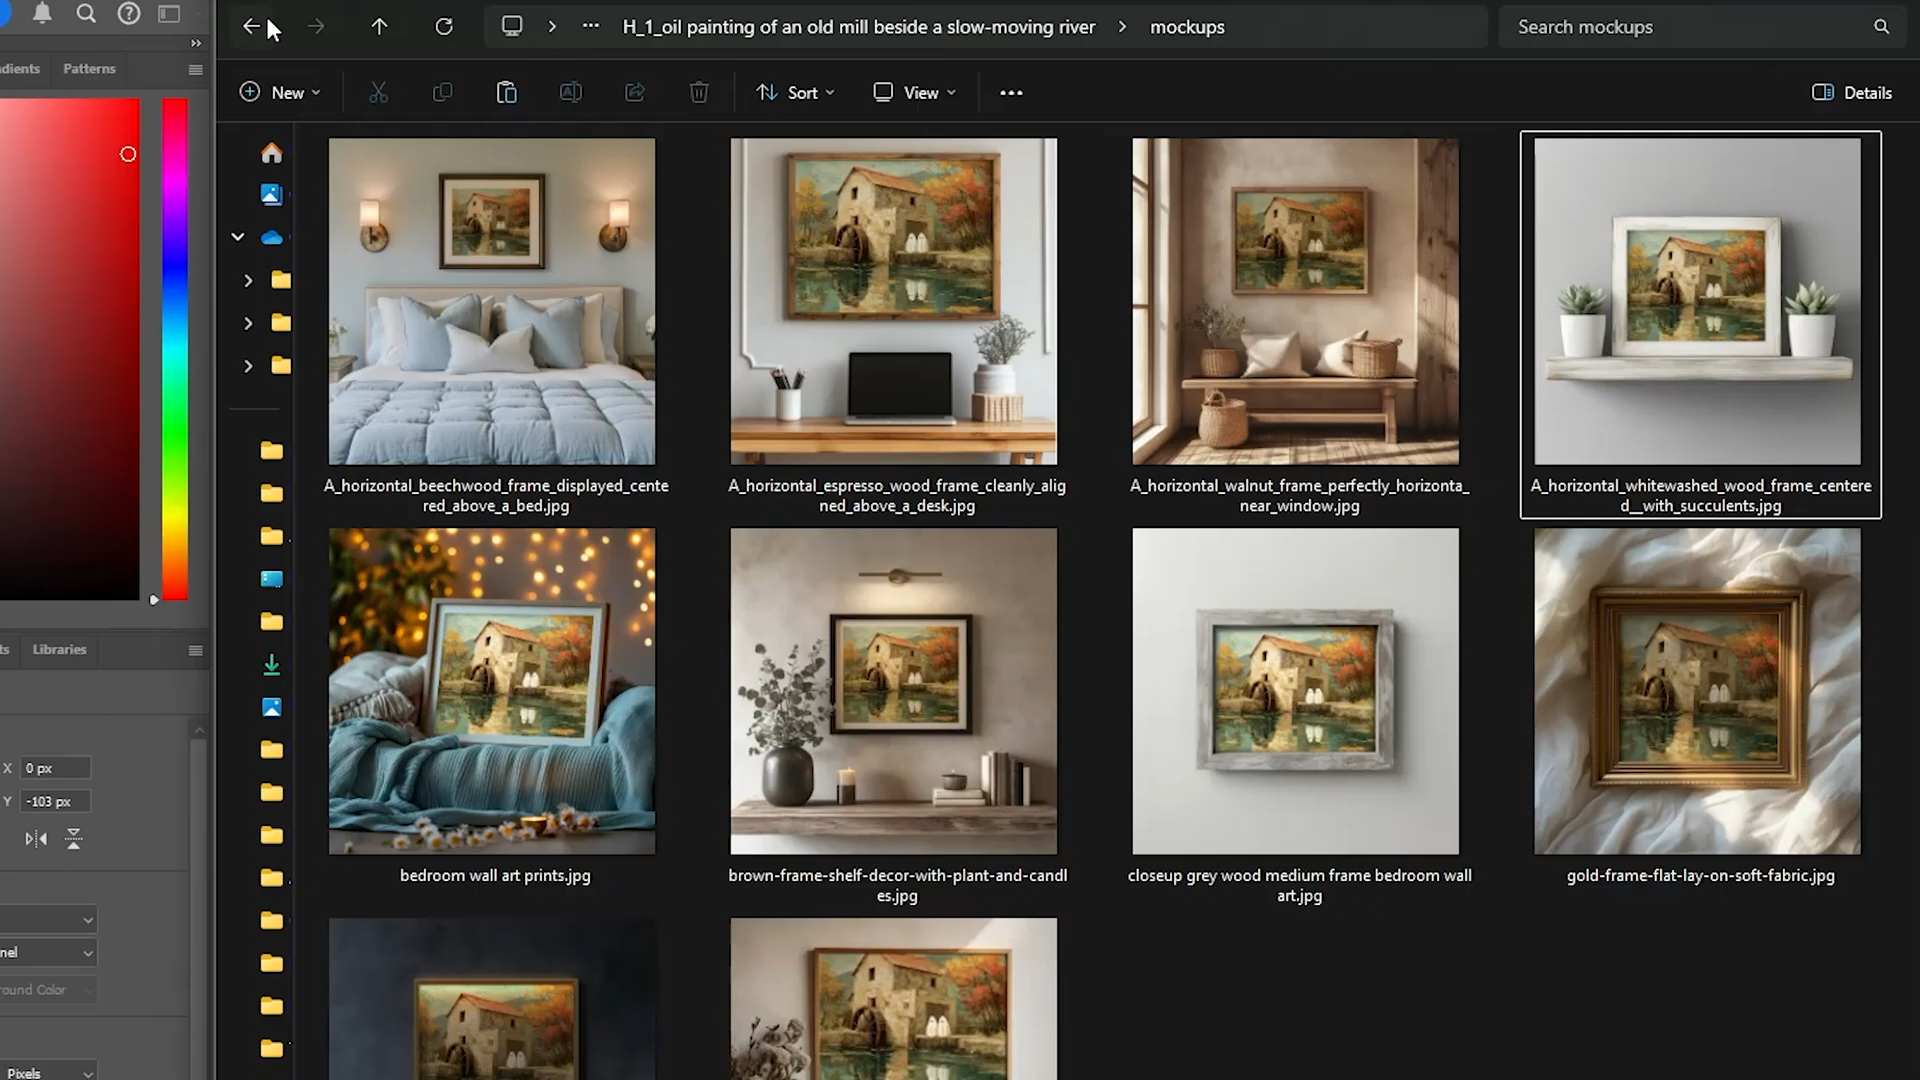 H_1_oil painting of an old mill beside a slow-moving river
mockups
Search mockups
Patterns
New
Sort
View
Details
A_horizontal_beechwood_frame_displayed_cente
red_above_a_bed.jpg
A_horizontal_espresso_wood_frame_cleanly_alig
ned_above_a_desk.jpg
A_horizontal_walnut_frame_perfectly_horizonta_
near_window.jpg
A_horizontal_whitewashed_wood_frame_centere
d__with_succulents.jpg
Libraries
X 0 px
Y -103 px
bedroom wall art prints.jpg
brown-frame-shelf-decor-with-plant-and-candl
es.jpg
closeup grey wood medium frame bedroom wall
art.jpg
gold-frame-flat-lay-on-soft-fabric.jpg
Color
Pixels